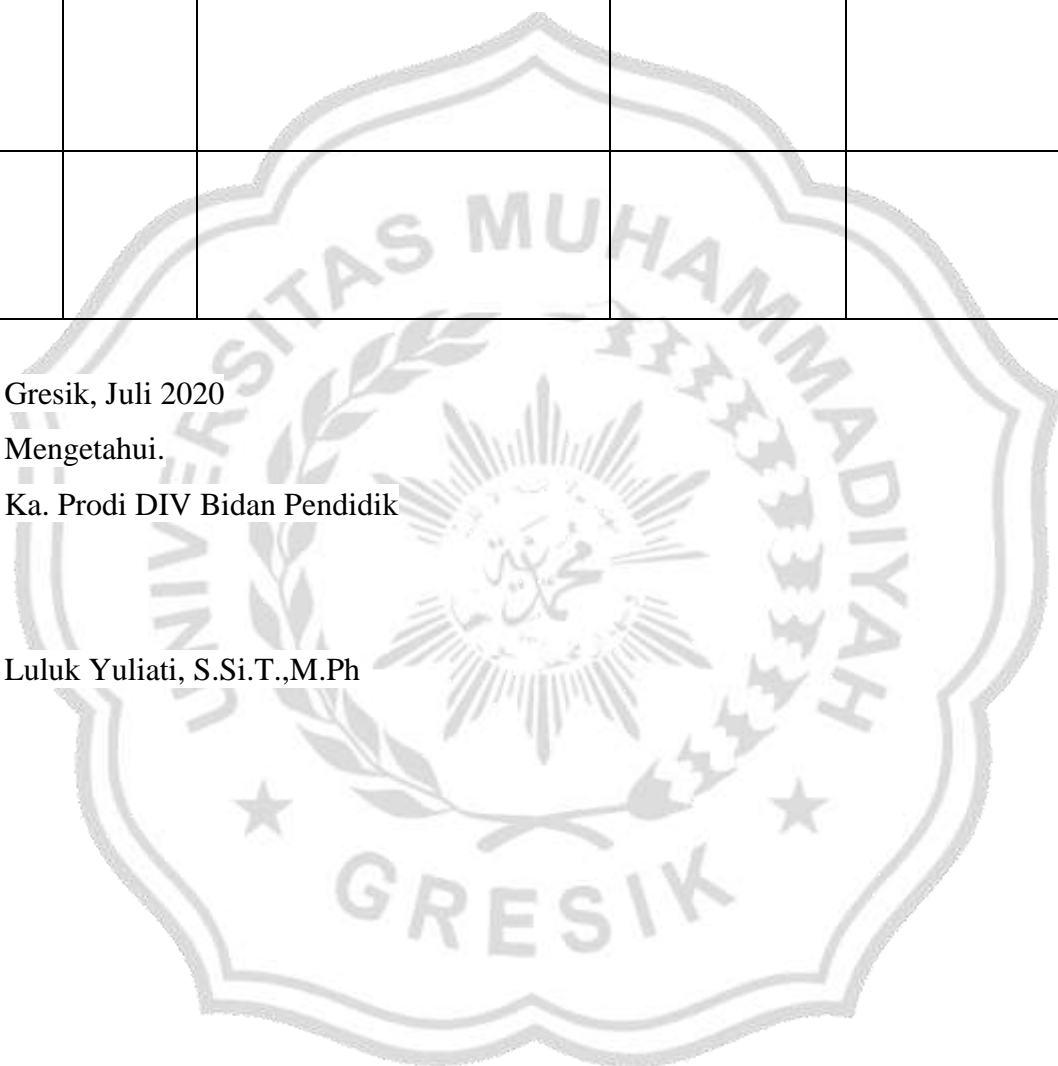 Gresik, Juli 2020
Mengetahui.
Ka. Prodi DIV Bidan Pendidik
Luluk Yuliati, S.Si.T.,M.Ph
UNIVERSITAS MUHAMMADIYAH
GRESIK